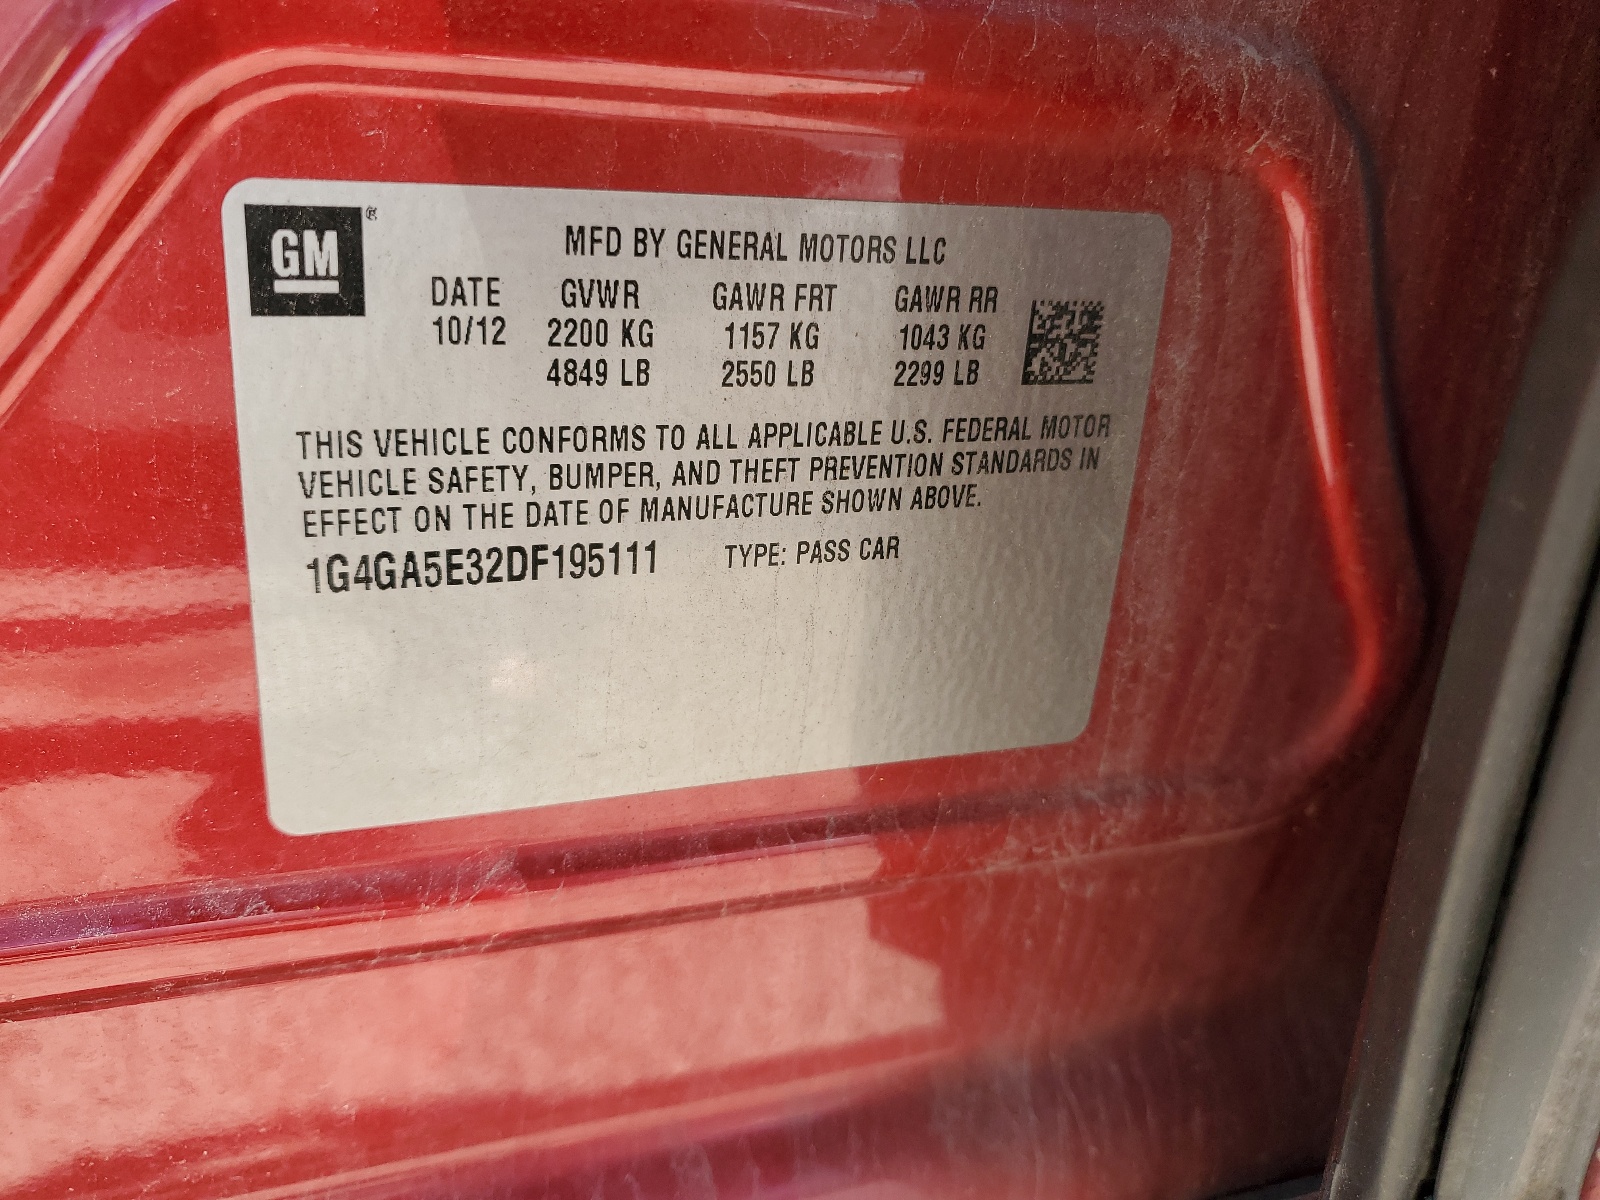 GM®
MFD BY GENERAL MOTORS LLC
DATE GVWR GAWR FRT GAWR RR
10/12 2200 KG 1157 KG 1043 KG
4849 LB 2550 LB 2299 LB
THIS VEHICLE CONFORMS TO ALL APPLICABLE U.S. FEDERAL MOTOR
VEHICLE SAFETY, BUMPER, AND THEFT PREVENTION STANDARDS IN
EFFECT ON THE DATE OF MANUFACTURE SHOWN ABOVE.
1G4GA5E32DF195111 TYPE: PASS CAR